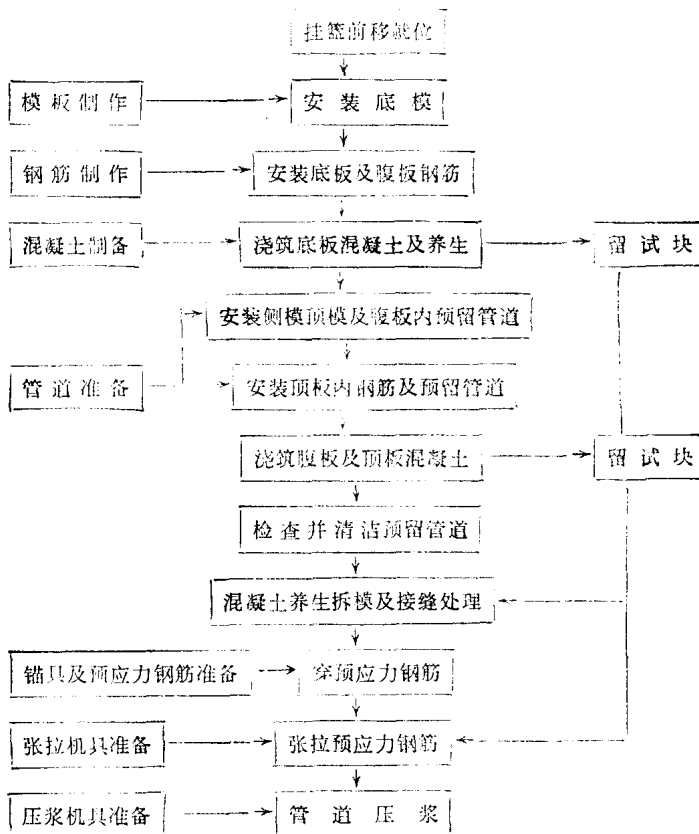 挂篮前移就位
模板制作
安装底模
钢筋制作
安装底板及腹板钢筋
混凝土制备
浇筑底板混凝土及养生
留试块
安装侧模顶模及腹板内预留管道
管道准备
安装顶板内钢筋及预留管道
浇筑腹板及顶板混凝土
留试块
检查并清洁预留管道
混凝土养生拆模及接缝处理
锚具及预应力钢筋准备
穿预应力钢筋
张拉机具准备
张拉预应力钢筋
压浆机具准备
管道压浆